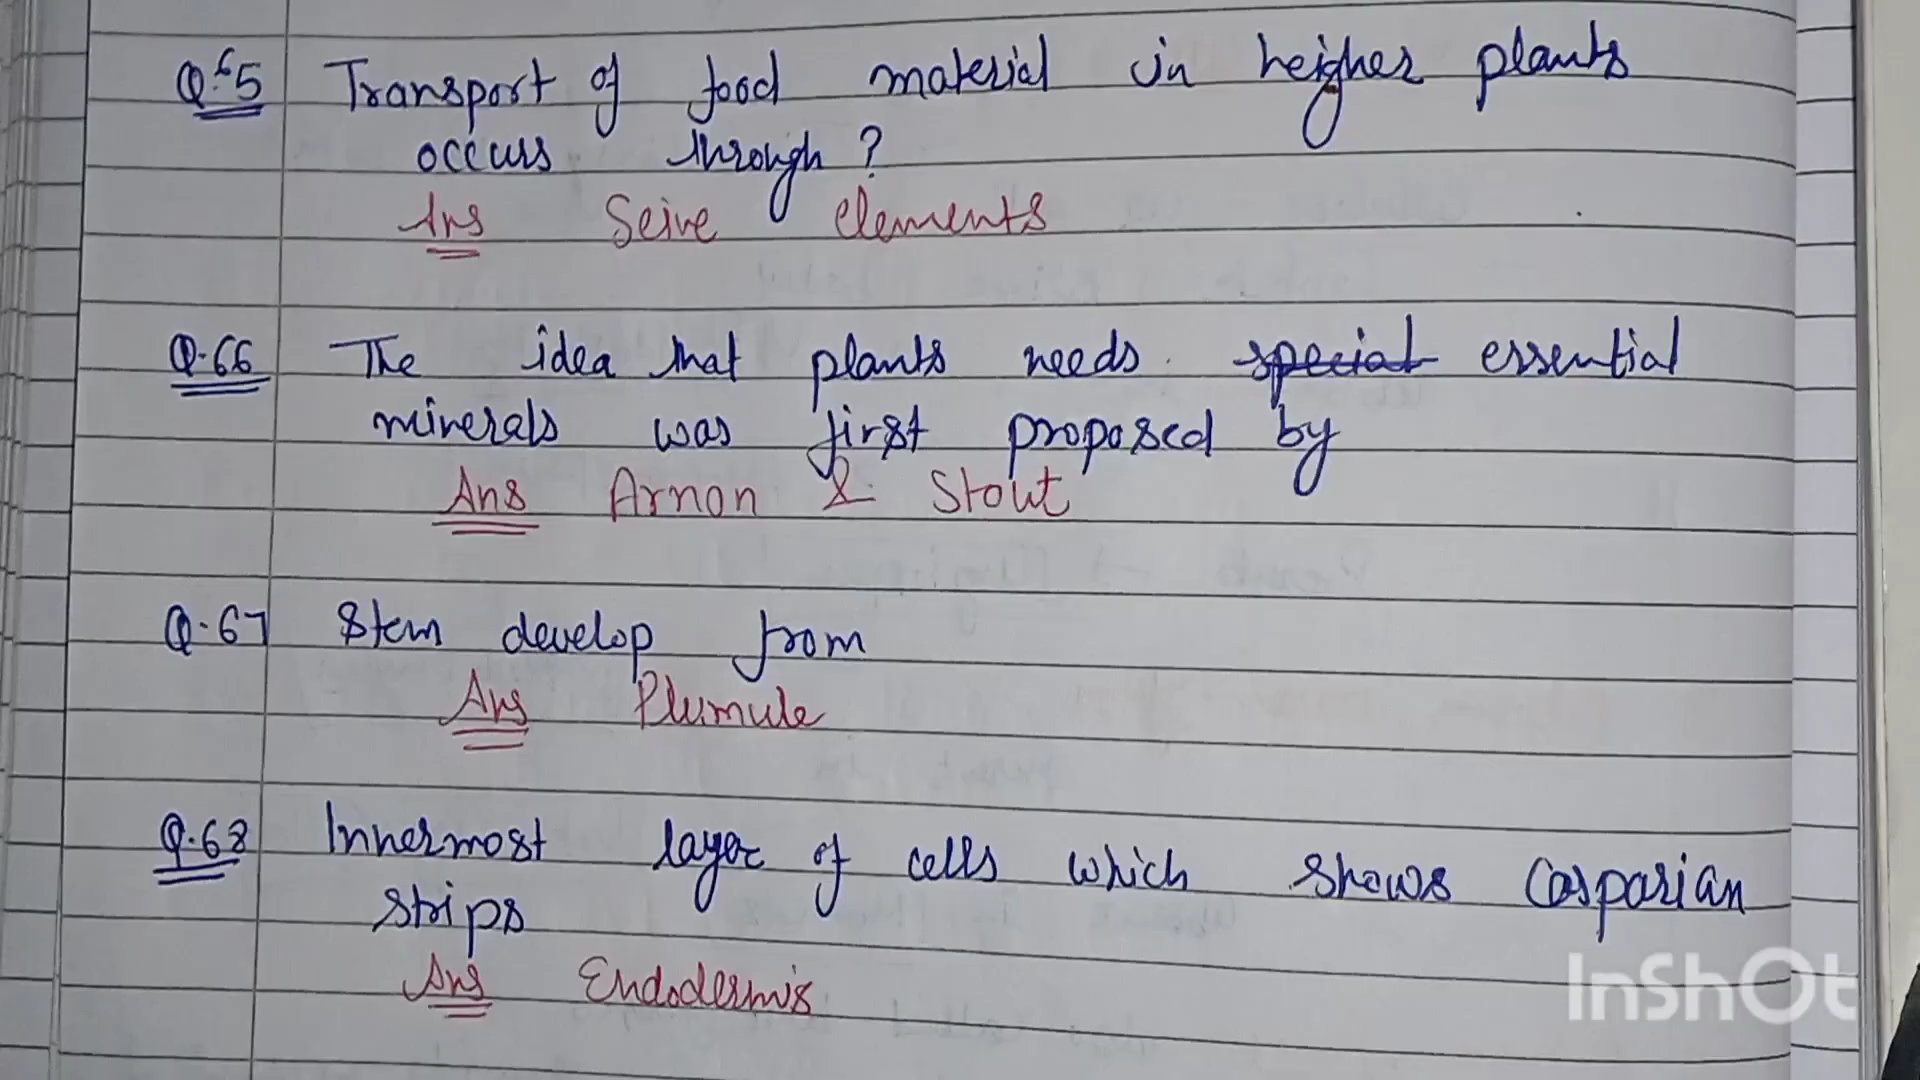 Q.65 Transport of food material in heigher plants
occurs through ?
Ans Seive elements
Q.66 The idea that plants needs special essential
minerals was first proposed by
Ans Arnon & Stout
Q.67 Stem develop from
Ans Plumule
Q.68 Innermost layer of cells which shows Casparian
strips
Ans Endodermis
InShOt